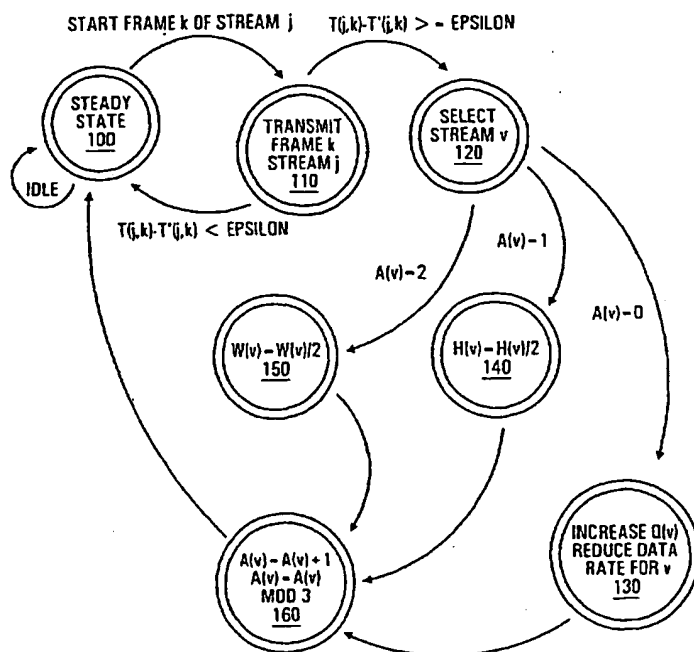 START FRAME k OF STREAM j
T(j,k)-T'(j,k) > - EPSILON
STEADY
STATE
100
TRANSMIT
FRAME k
STREAM j
110
SELECT
STREAM v
120
IDLE
T(j,k)-T'(j,k) < EPSILON
A(v)-2
A(v)-1
A(v)-0
W(v)-W(v)/2
150
H(v)-H(v)/2
140
A(v)-A(v)+1
A(v)-A(v)
MOD 3
160
INCREASE Q(v)
REDUCE DATA
RATE FOR v
130